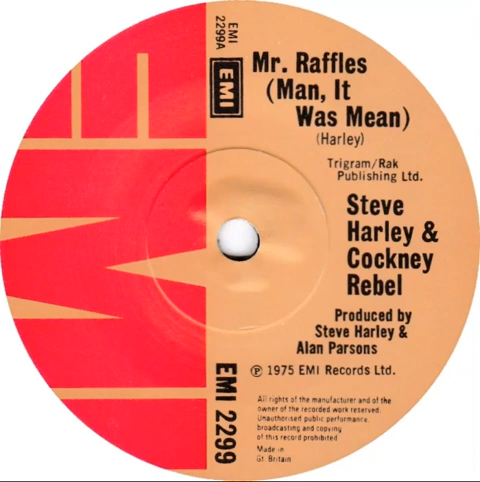 EMI
2299A
EMI
Mr. Raffles
(Man, It
Was Mean)
(Harley)
Trigram/Rak
Publishing Ltd.
Steve
Harley &
Cockney
Rebel
Produced by
Steve Harley &
Alan Parsons
℗ 1975 EMI Records Ltd.
EMI 2299
All rights of the manufacturer and of the
owner of the recorded work reserved.
Unauthorised public performance,
broadcasting and copying
of this record prohibited
Made in
Gt. Britain
EMI